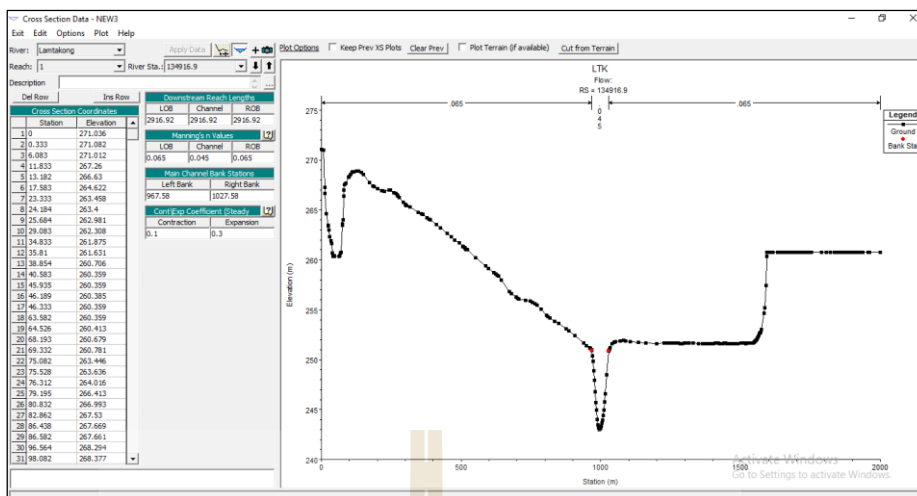 Cross Section Data - NEW3
Exit Edit Options Plot Help
River: Lamtakong Apply Data Plot Options Keep Prev XS Plots Clear Prev Plot Terrain (if available) Cut from Terrain
Reach: 1 River Sta.: 134916.9
Description ...
Del Row Ins Row
Cross Section Coordinates
Station Elevation
1 0 271.036
2 0.333 271.082
3 6.083 271.012
4 11.833 267.26
5 13.182 266.63
6 17.583 264.622
7 23.333 263.458
8 24.184 263.4
9 25.684 262.981
10 29.083 262.308
11 34.833 261.875
12 35.81 261.631
13 38.854 260.706
14 40.583 260.359
15 45.935 260.359
16 46.189 260.385
17 46.333 260.359
18 63.582 260.359
19 64.526 260.413
20 68.193 260.679
21 69.332 260.781
22 75.082 263.446
23 75.528 263.636
24 76.312 264.016
25 79.195 266.413
26 80.832 266.993
27 82.862 267.53
28 86.438 267.669
29 86.582 267.661
30 96.564 268.294
31 98.082 268.377
Downstream Reach Lengths
LOB Channel ROB
2916.92 2916.92 2916.92
Manning's n Values
LOB Channel ROB
0.065 0.045 0.065
Main Channel Bank Stations
Left Bank Right Bank
967.58 1027.58
Cont\Exp Coefficient (Steady
Contraction Expansion
0.1 0.3
LTK
Flow:
RS = 134916.9
.065
.065
0
4
5
Legend
Ground
Bank Sta
275
270
265
260
255
250
245
240
Elevation (m)
0 500 1000 1500 2000
Station (m)
Activate Windows
Go to Settings to activate Windows.